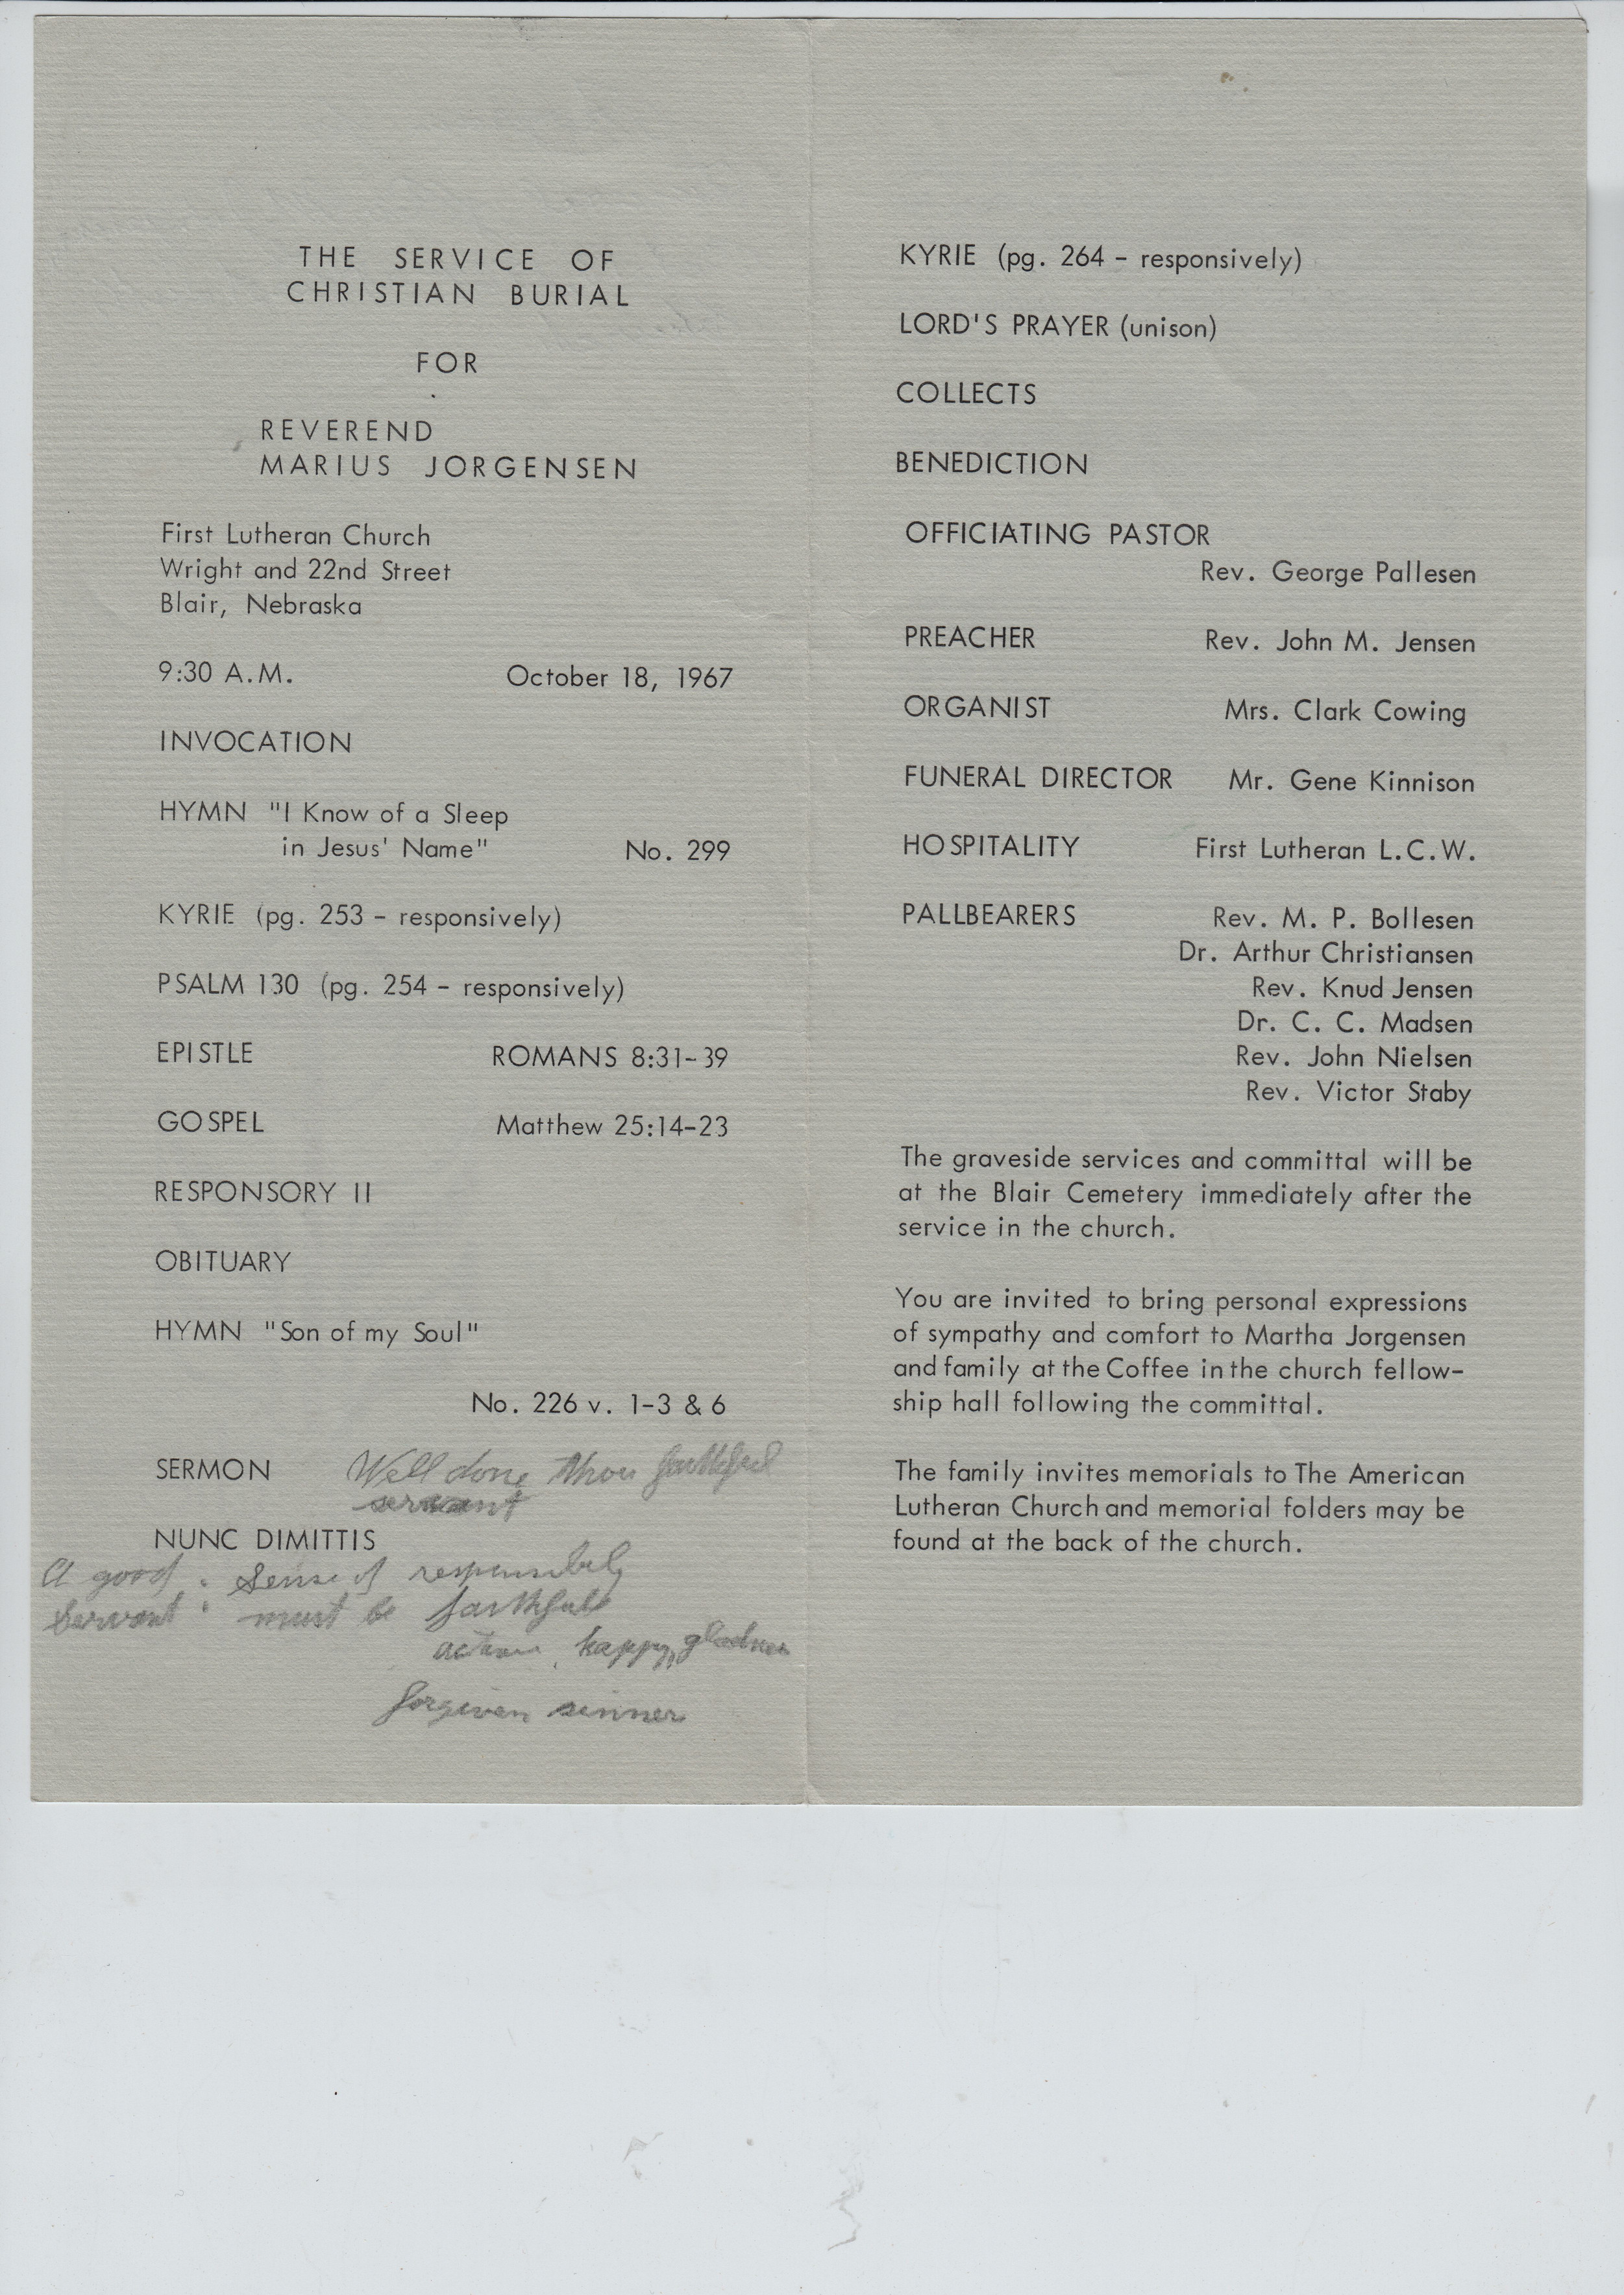 THE SERVICE OF
CHRISTIAN BURIAL
FOR
REVEREND
MARIUS JORGENSEN
First Lutheran Church
Wright and 22nd Street
Blair, Nebraska
9:30 A.M. October 18, 1967
INVOCATION
HYMN "I Know of a Sleep
in Jesus' Name" No. 299
KYRIE (pg. 253 - responsively)
PSALM 130 (pg. 254 - responsively)
EPISTLE ROMANS 8:31-39
GOSPEL Matthew 25:14-23
RESPONSORY II
OBITUARY
HYMN "Son of my Soul"
No. 226 v. 1-3 & 6
SERMON Well done thou faithful
servant
NUNC DIMITTIS
A good : Sense of
Servant : must be faithful
happy, gladness
forgiven sinner
KYRIE (pg. 264 - responsively)
LORD'S PRAYER (unison)
COLLECTS
BENEDICTION
OFFICIATING PASTOR
Rev. George Pallesen
PREACHER Rev. John M. Jensen
ORGANIST Mrs. Clark Cowing
FUNERAL DIRECTOR Mr. Gene Kinnison
HOSPITALITY First Lutheran L.C.W.
PALLBEARERS Rev. M. P. Bollesen
Dr. Arthur Christiansen
Rev. Knud Jensen
Dr. C. C. Madsen
Rev. John Nielsen
Rev. Victor Staby
The graveside services and committal will be
at the Blair Cemetery immediately after the
service in the church.
You are invited to bring personal expressions
of sympathy and comfort to Martha Jorgensen
and family at the Coffee in the church fellow-
ship hall following the committal.
The family invites memorials to The American
Lutheran Church and memorial folders may be
found at the back of the church.